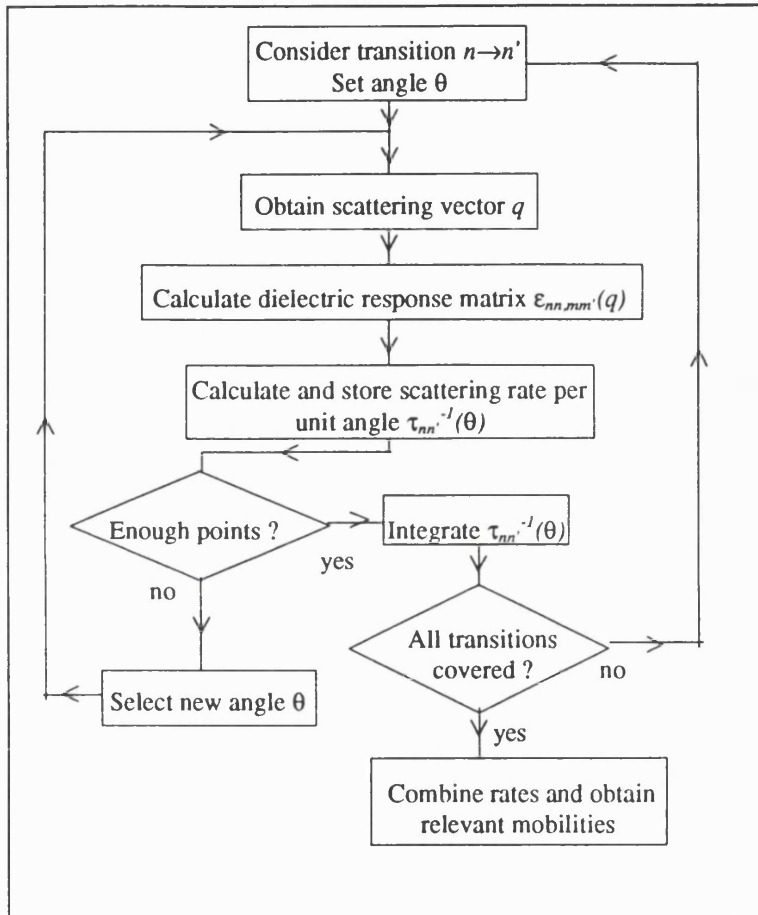 Consider transition n→n'
Set angle θ
Obtain scattering vector q
Calculate dielectric response matrix ε_{nn,mm'}(q)
Calculate and store scattering rate per
unit angle τ_{nn'}^{-1}(θ)
Enough points ?
yes
no
Integrate τ_{nn'}^{-1}(θ)
All transitions
covered ?
no
Select new angle θ
yes
Combine rates and obtain
relevant mobilities